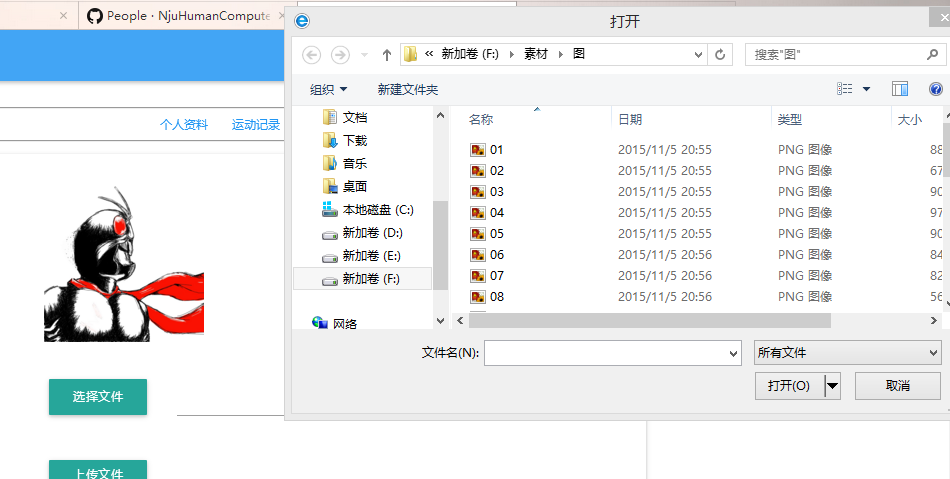 People · NjuHumanCompute
打开
« 新加卷 (F:) 素材 图
搜索"图"
组织 新建文件夹
个人资料 运动记录
文档
下载
音乐
桌面
本地磁盘 (C:)
新加卷 (D:)
新加卷 (E:)
新加卷 (F:)
网络
名称 日期 类型 大小
01 2015/11/5 20:55 PNG 图像 88
02 2015/11/5 20:55 PNG 图像 67
03 2015/11/5 20:55 PNG 图像 90
04 2015/11/5 20:55 PNG 图像 97
05 2015/11/5 20:55 PNG 图像 90
06 2015/11/5 20:56 PNG 图像 84
07 2015/11/5 20:56 PNG 图像 82
08 2015/11/5 20:56 PNG 图像 56
文件名(N):
所有文件
打开(O) 取消
选择文件
上传文件